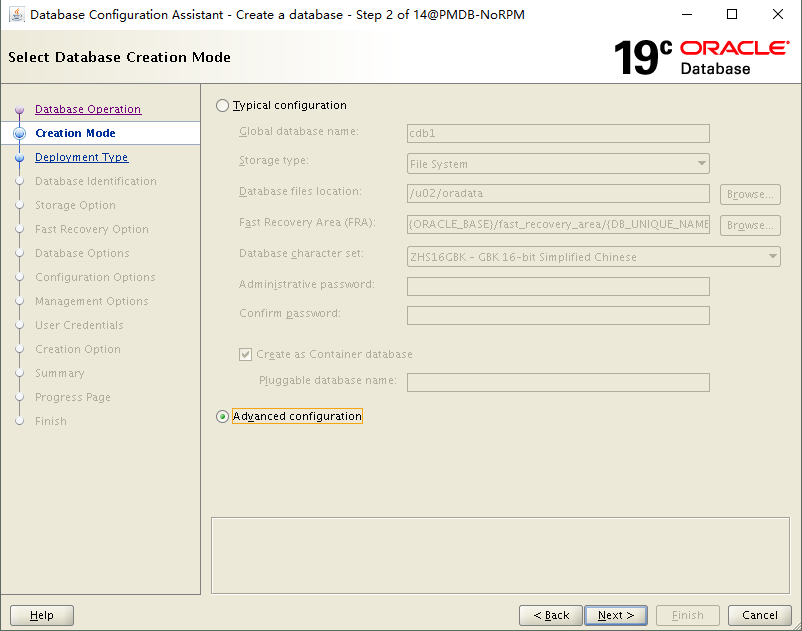 Database Configuration Assistant - Create a database - Step 2 of 14@PMDB-NoRPM
Select Database Creation Mode
19c ORACLE Database
Database Operation
Creation Mode
Deployment Type
Database Identification
Storage Option
Fast Recovery Option
Database Options
Configuration Options
Management Options
User Credentials
Creation Option
Summary
Progress Page
Finish
Typical configuration
Global database name: cdb1
Storage type: File System
Database files location: /u02/oradata Browse...
Fast Recovery Area (FRA): {ORACLE_BASE}/fast_recovery_area/{DB_UNIQUE_NAME Browse...
Database character set: ZHS16GBK - GBK 16-bit Simplified Chinese
Administrative password:
Confirm password:
Create as Container database
Pluggable database name:
Advanced configuration
Help < Back Next > Finish Cancel